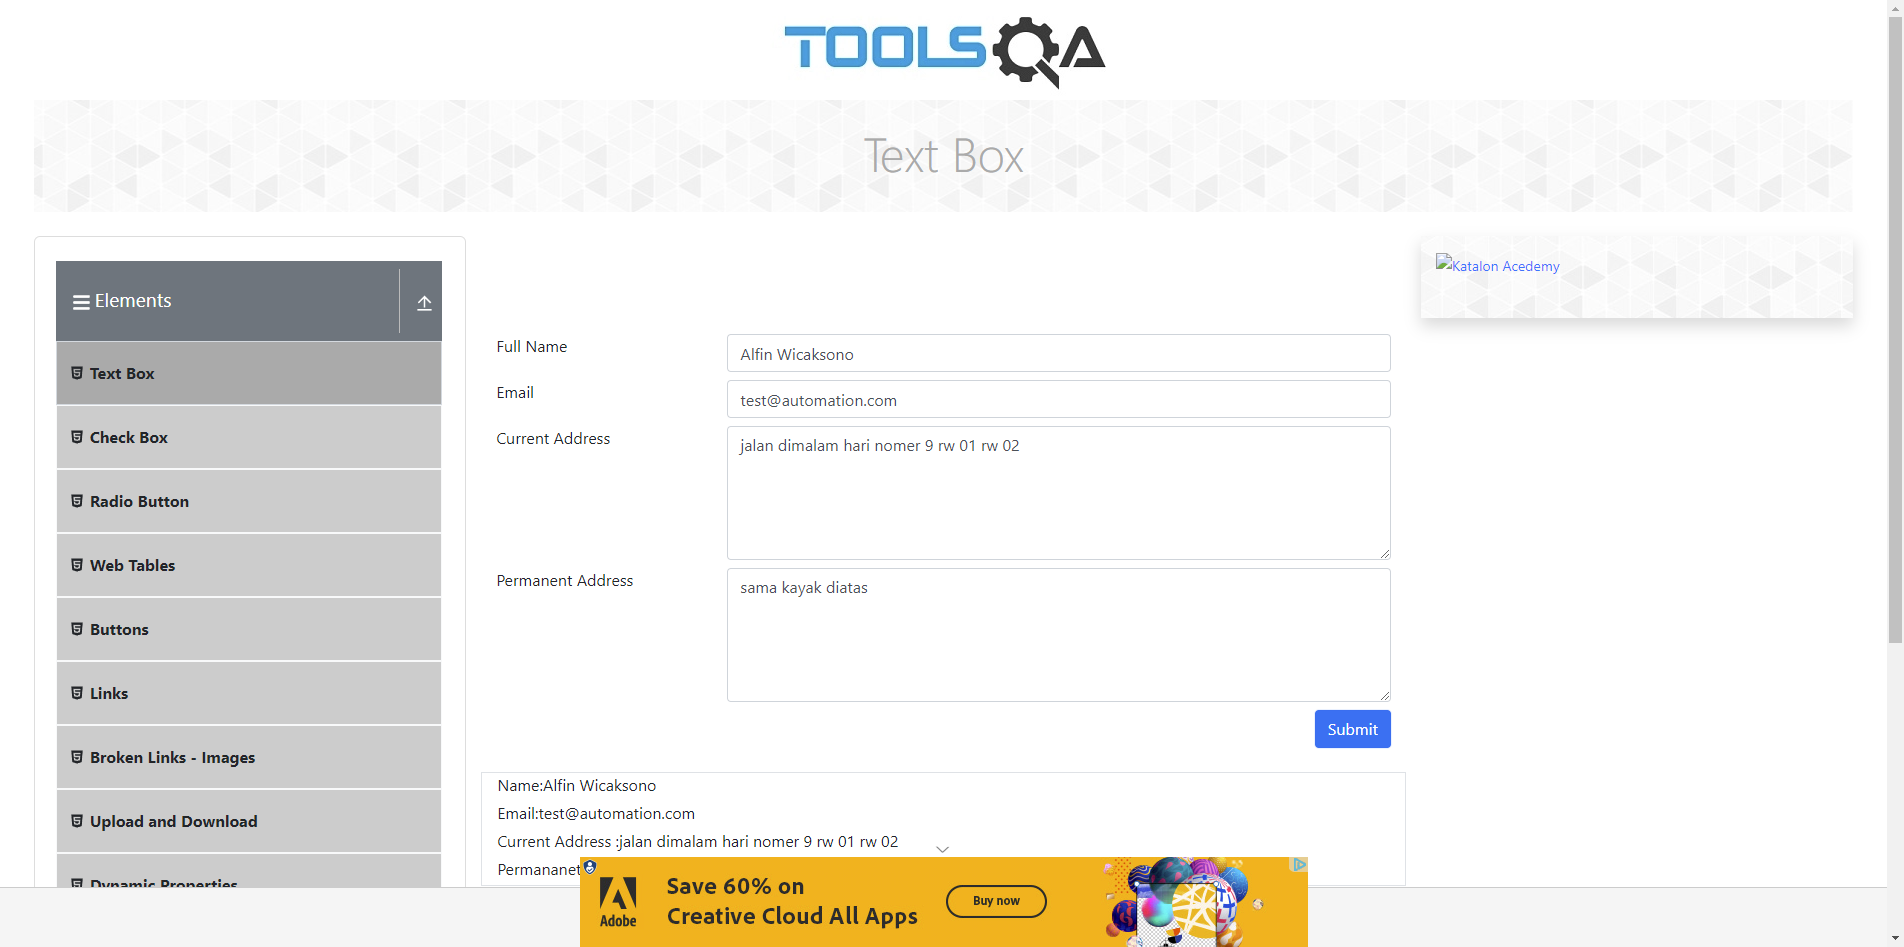 TOOLSQA
Text Box
Elements
Text Box
Check Box
Radio Button
Web Tables
Buttons
Links
Broken Links - Images
Upload and Download
Dynamic Properties
Full Name
Alfin Wicaksono
Email
test@automation.com
Current Address
jalan dimalam hari nomer 9 rw 01 rw 02
Permanent Address
sama kayak diatas
Submit
Name:Alfin Wicaksono
Email:test@automation.com
Current Address :jalan dimalam hari nomer 9 rw 01 rw 02
Permananet
Katalon Acedemy
Adobe
Save 60% on
Creative Cloud All Apps
Buy now